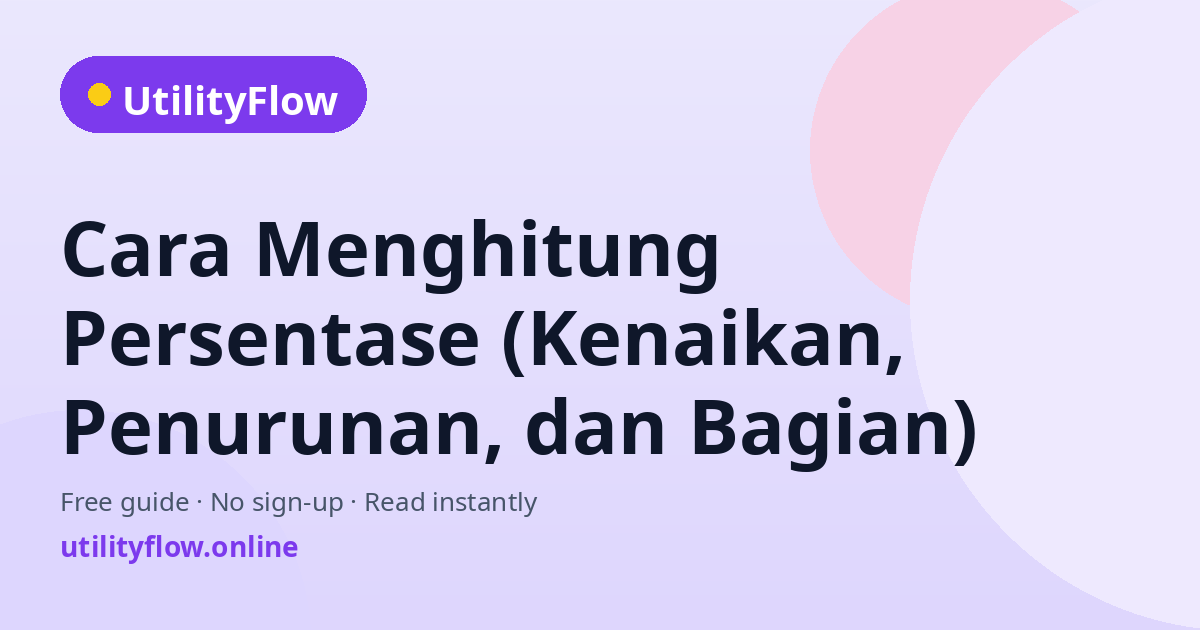 UtilityFlow
Cara Menghitung
Persentase (Kenaikan,
Penurunan, dan Bagian)
Free guide · No sign-up · Read instantly
utilityflow.online